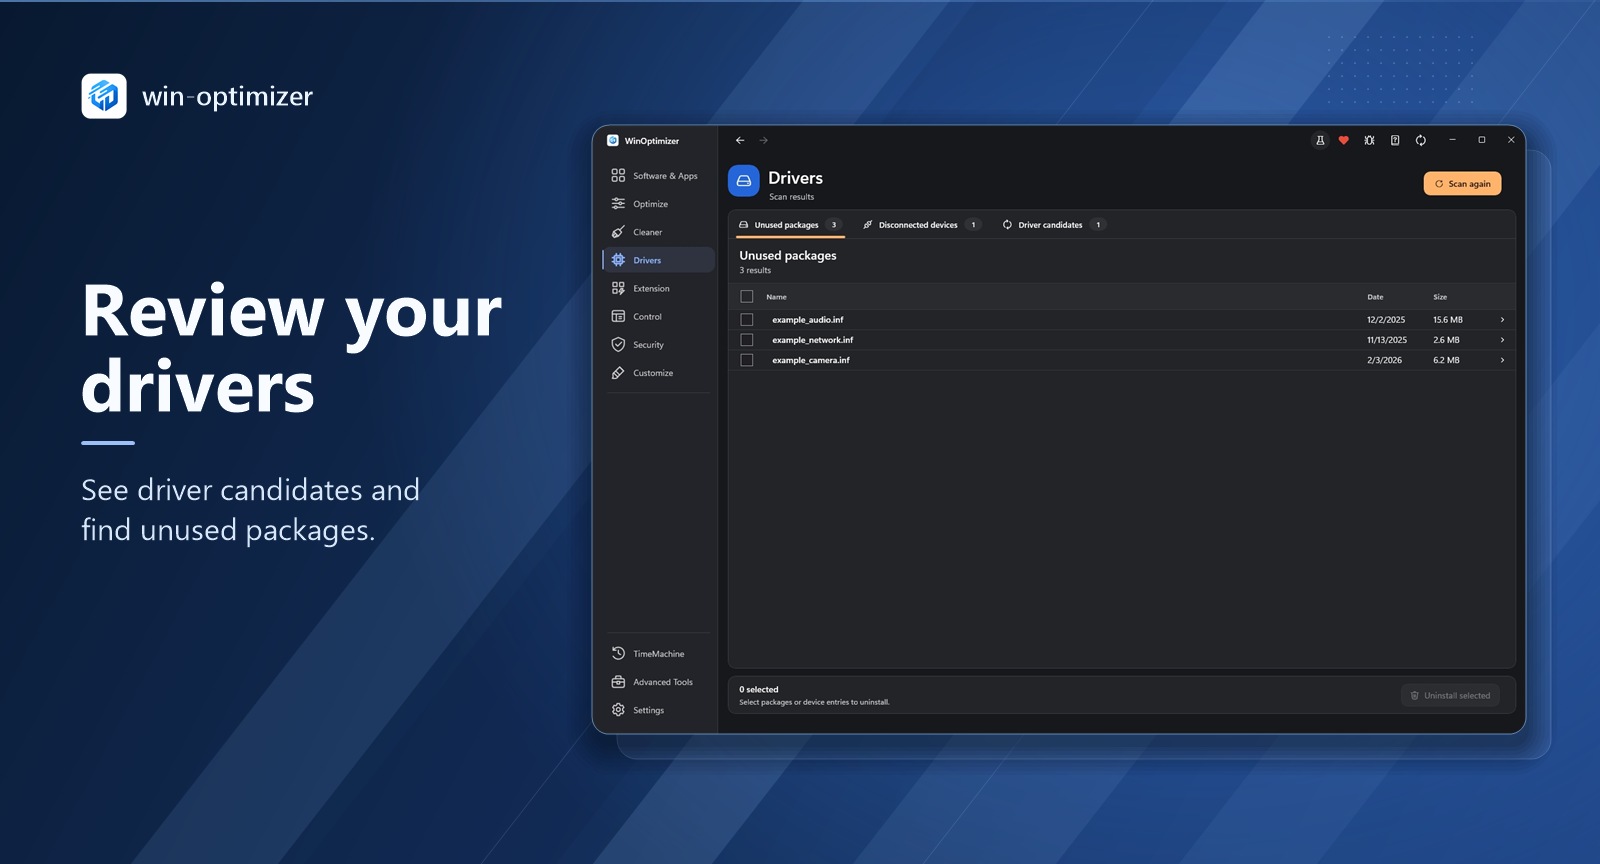 win-optimizer
Review your
drivers
See driver candidates and
find unused packages.
WinOptimizer
Software & Apps
Optimize
Cleaner
Drivers
Extension
Control
Security
Customize
TimeMachine
Advanced Tools
Settings
Drivers
Scan results
Scan again
Unused packages 3 Disconnected devices 1 Driver candidates 1
Unused packages
3 results
Name Date Size
example_audio.inf 12/2/2025 15.6 MB
example_network.inf 11/13/2025 2.6 MB
example_camera.inf 2/3/2026 6.2 MB
0 selected
Select packages or device entries to uninstall.
Uninstall selected